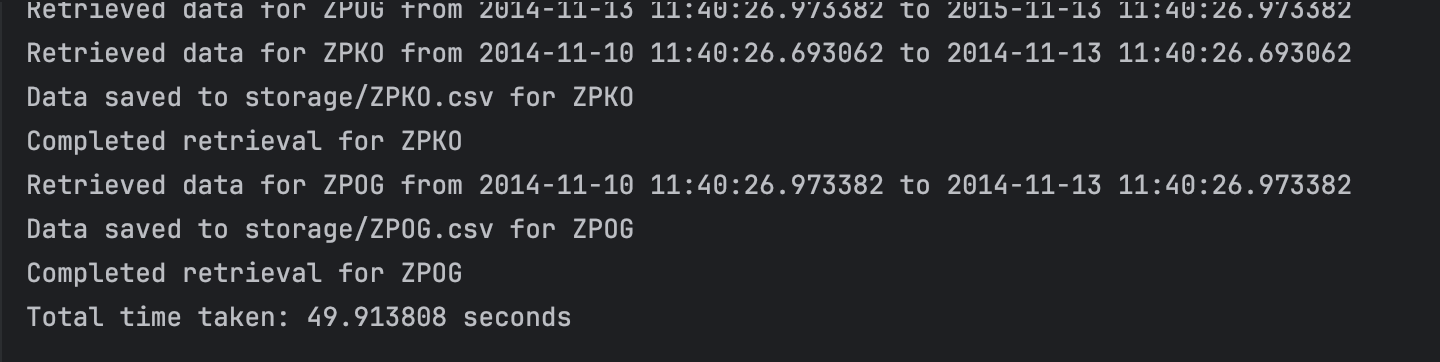 Retrieved data for ZPOG from 2014-11-13 11:40:26.973382 to 2015-11-13 11:40:26.973382
Retrieved data for ZPKO from 2014-11-10 11:40:26.693062 to 2014-11-13 11:40:26.693062
Data saved to storage/ZPKO.csv for ZPKO
Completed retrieval for ZPKO
Retrieved data for ZPOG from 2014-11-10 11:40:26.973382 to 2014-11-13 11:40:26.973382
Data saved to storage/ZPOG.csv for ZPOG
Completed retrieval for ZPOG
Total time taken: 49.913808 seconds